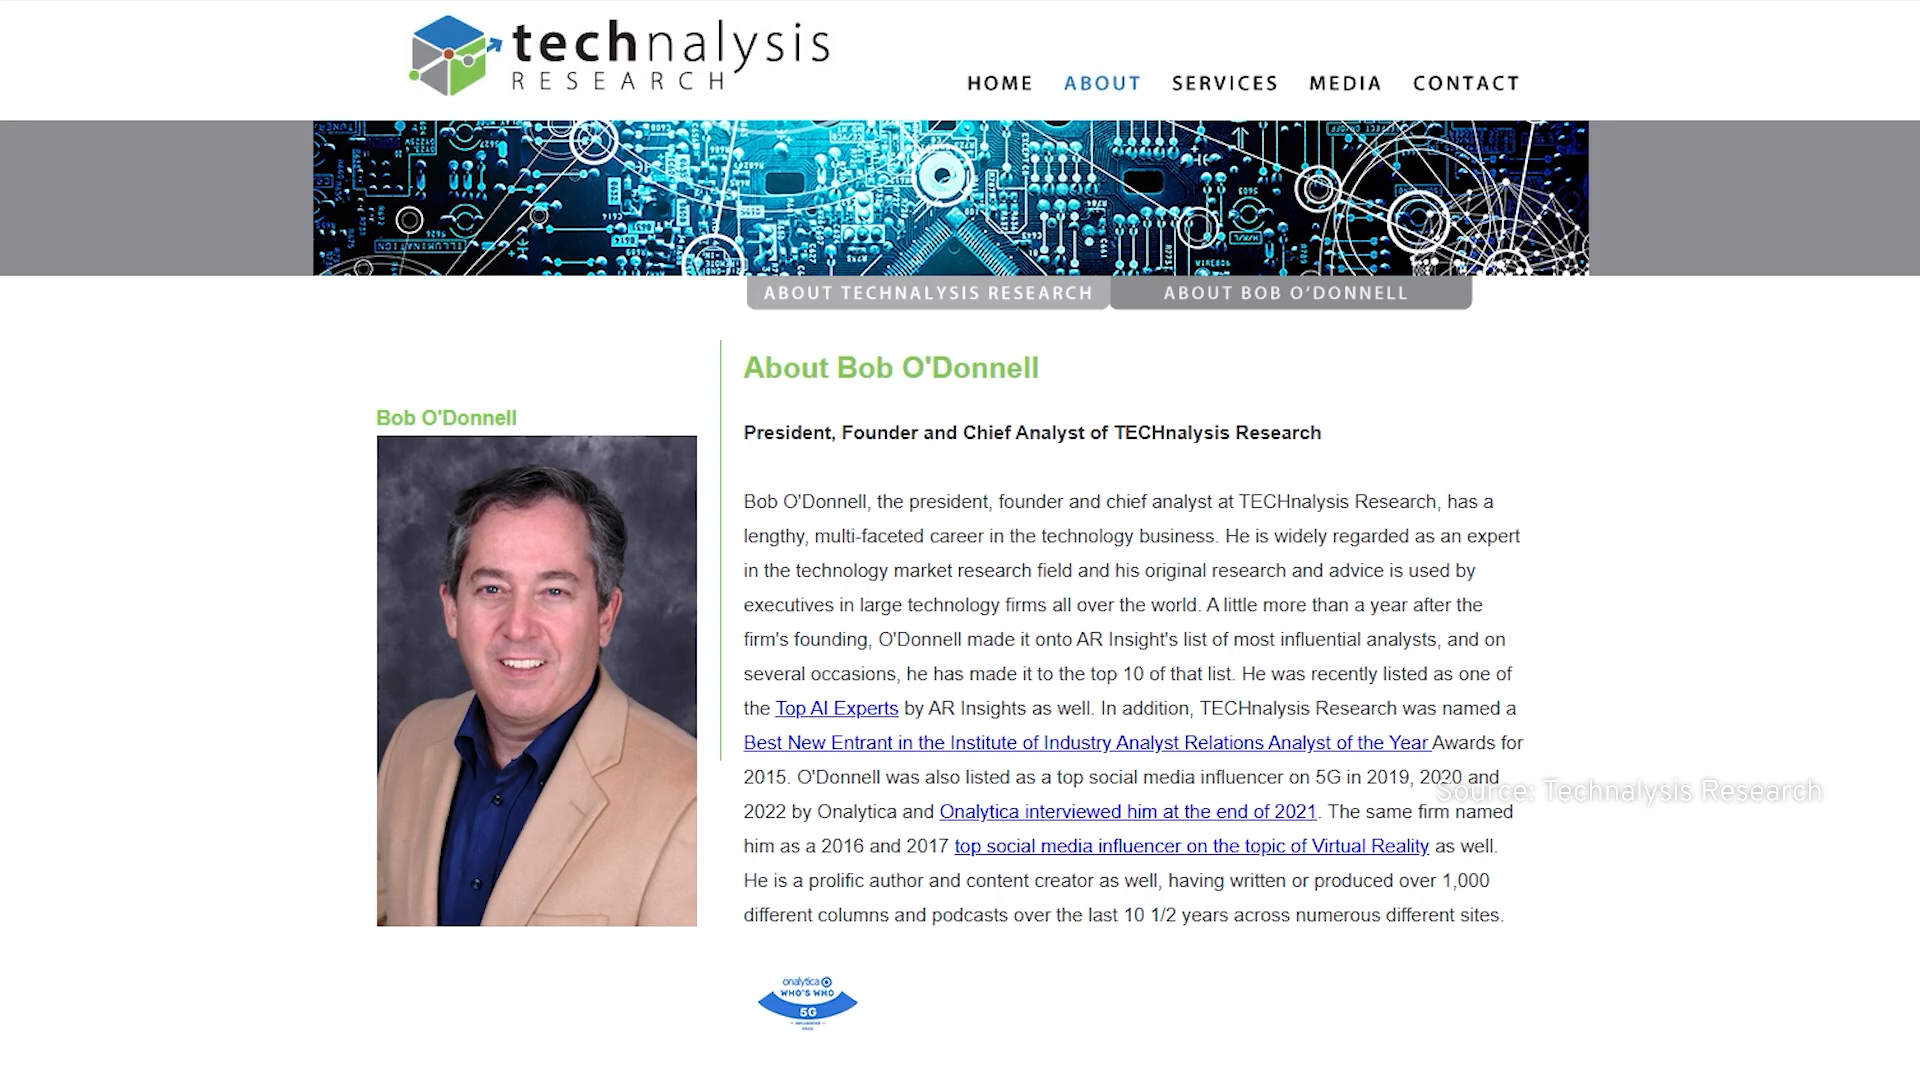 technalysis
RESEARCH
HOME ABOUT SERVICES MEDIA CONTACT
ABOUT TECHNALYSIS RESEARCH ABOUT BOB O'DONNELL
About Bob O'Donnell
Bob O'Donnell
President, Founder and Chief Analyst of TECHnalysis Research
Bob O'Donnell, the president, founder and chief analyst at TECHnalysis Research, has a
lengthy, multi-faceted career in the technology business. He is widely regarded as an expert
in the technology market research field and his original research and advice is used by
executives in large technology firms all over the world. A little more than a year after the
firm's founding, O'Donnell made it onto AR Insight's list of most influential analysts, and on
several occasions, he has made it to the top 10 of that list. He was recently listed as one of
the Top AI Experts by AR Insights as well. In addition, TECHnalysis Research was named a
Best New Entrant in the Institute of Industry Analyst Relations Analyst of the Year Awards for
2015. O'Donnell was also listed as a top social media influencer on 5G in 2019, 2020 and
Source: Technalysis Research
2022 by Onalytica and Onalytica interviewed him at the end of 2021. The same firm named
him as a 2016 and 2017 top social media influencer on the topic of Virtual Reality as well.
He is a prolific author and content creator as well, having written or produced over 1,000
different columns and podcasts over the last 10 1/2 years across numerous different sites.
onalytica
WHO'S WHO
5G